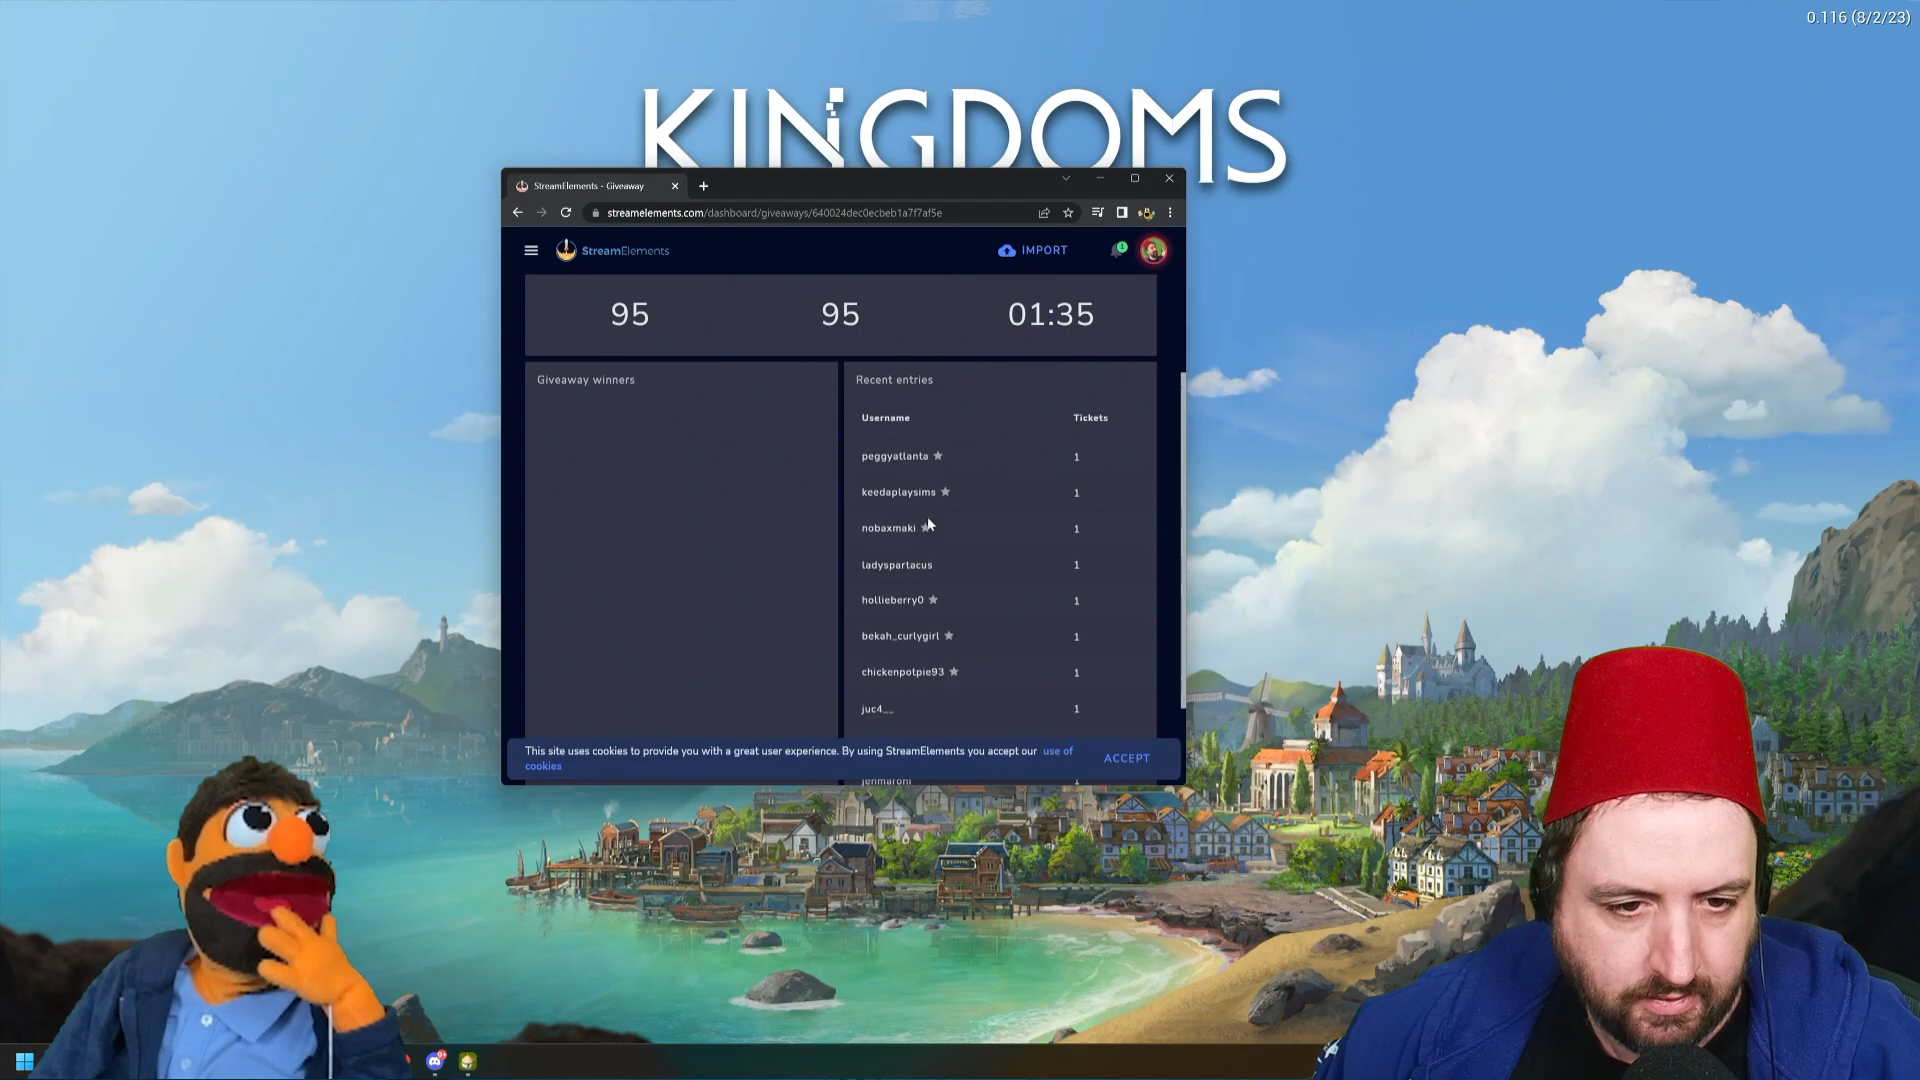 0.116 (8/2/23)
KINGDOMS
StreamElements - Giveaway
streamelements.com/dashboard/giveaways/640024dec0ecbeb1a7f7af5e
StreamElements
IMPORT
1
95 95 01:35
Giveaway winners
Recent entries
Username Tickets
peggyatlanta 1
keedaplaysims 1
nobaxmaki 1
ladyspartacus 1
hollieberry0 1
bekah_curlygirl 1
chickenpotpie93 1
juc4__ 1
This site uses cookies to provide you with a great user experience. By using StreamElements you accept our use of
cookies
ACCEPT
jenmaroni 1